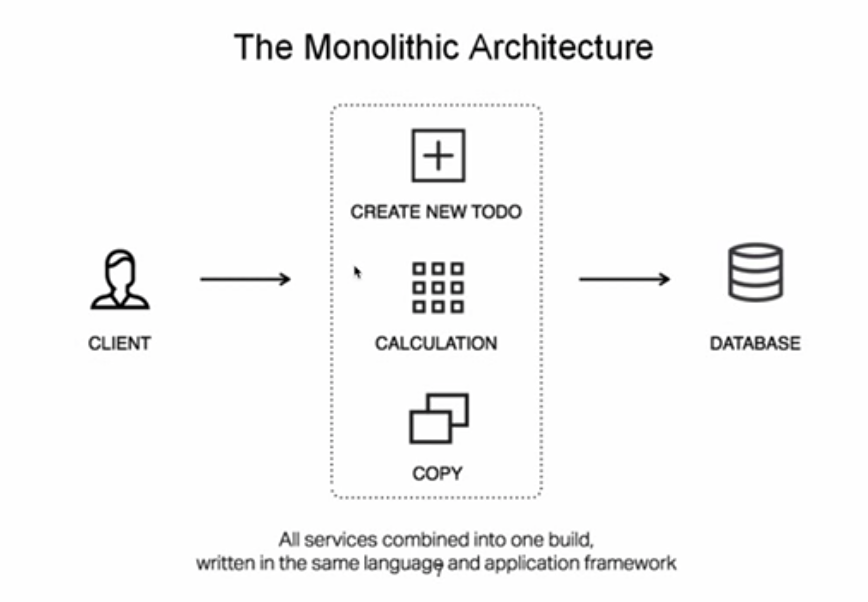 The Monolithic Architecture
CREATE NEW TODO
CLIENT
CALCULATION
DATABASE
COPY
All services combined into one build,
written in the same language and application framework
7